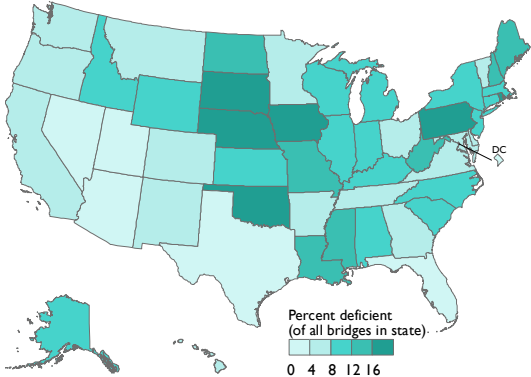 DC
Percent deficient
(of all bridges in state)
0 4 8 12 16